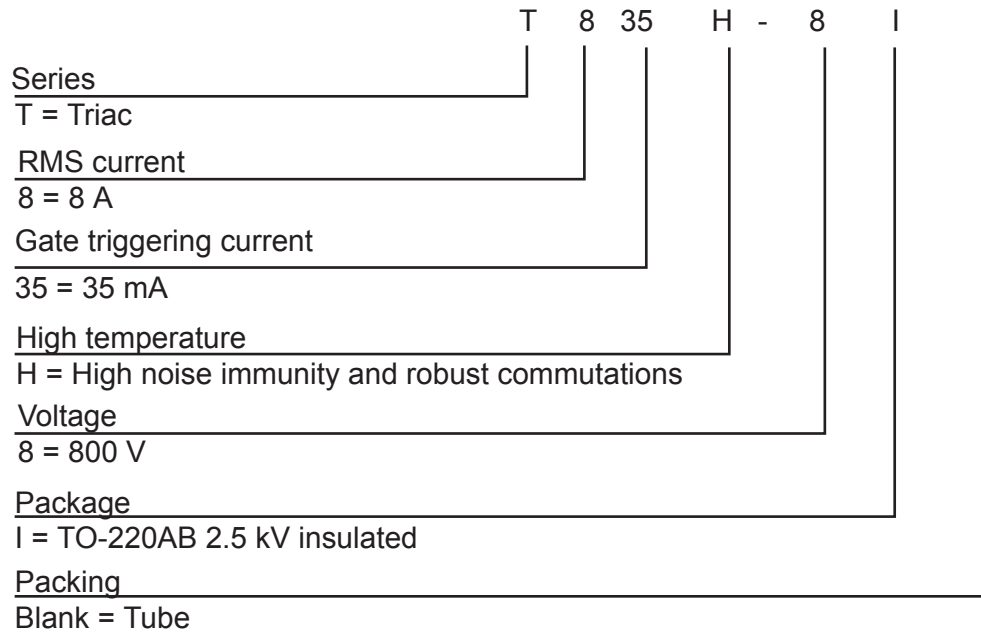 T 8 35 H - 8 I
Series
T = Triac
RMS current
8 = 8 A
Gate triggering current
35 = 35 mA
High temperature
H = High noise immunity and robust commutations
Voltage
8 = 800 V
Package
I = TO-220AB 2.5 kV insulated
Packing
Blank = Tube